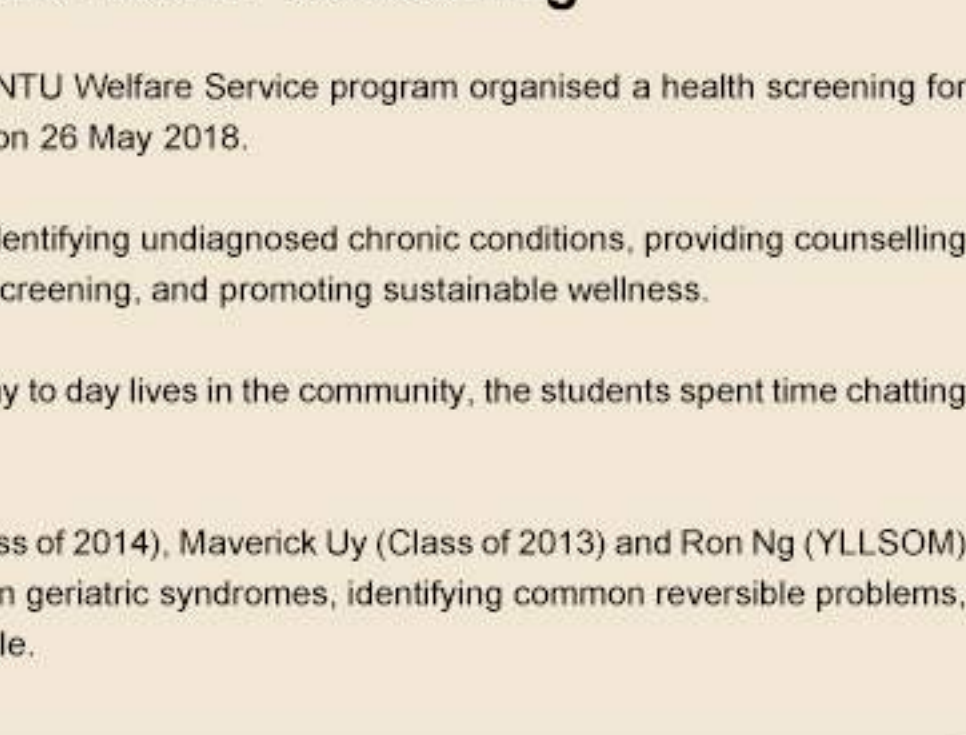 NTU Welfare Service program organised a health screening for
on 26 May 2018.
dentifying undiagnosed chronic conditions, providing counselling
creening, and promoting sustainable wellness.
y to day lives in the community, the students spent time chatting
ss of 2014), Maverick Uy (Class of 2013) and Ron Ng (YLLSOM)
n geriatric syndromes, identifying common reversible problems,
le.